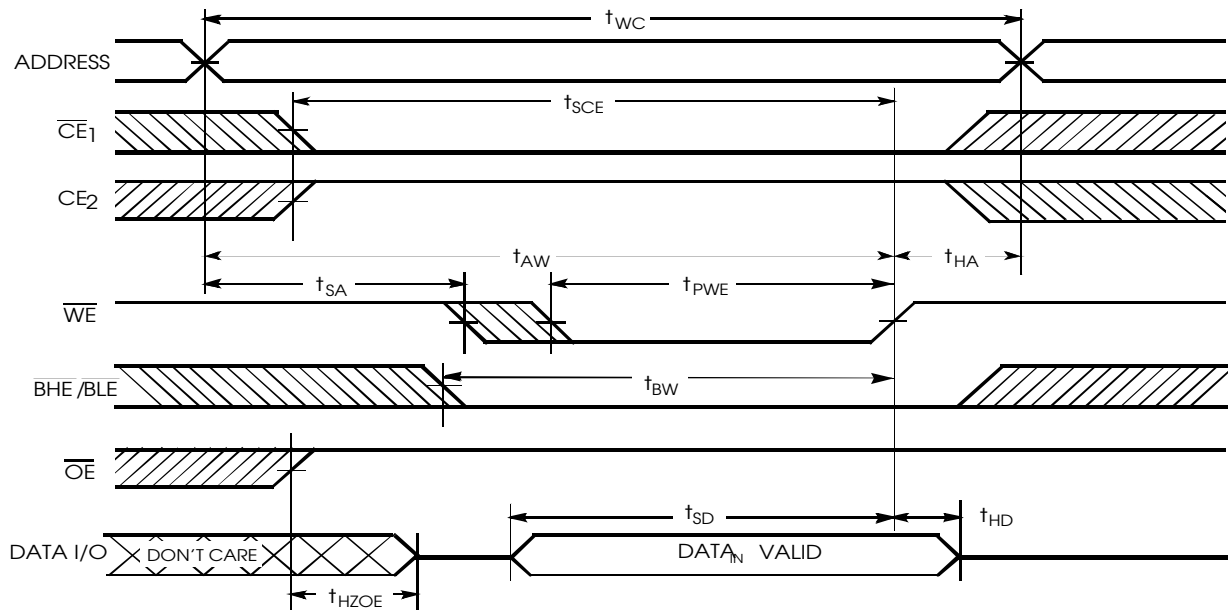 tWC
ADDRESS
tSCE
CE1
CE2
tAW
tHA
tSA
tPWE
WE
BHE/BLE
tBW
OE
tSD
tHD
DATA I/O
DON'T CARE
DATAIN VALID
tHZOE